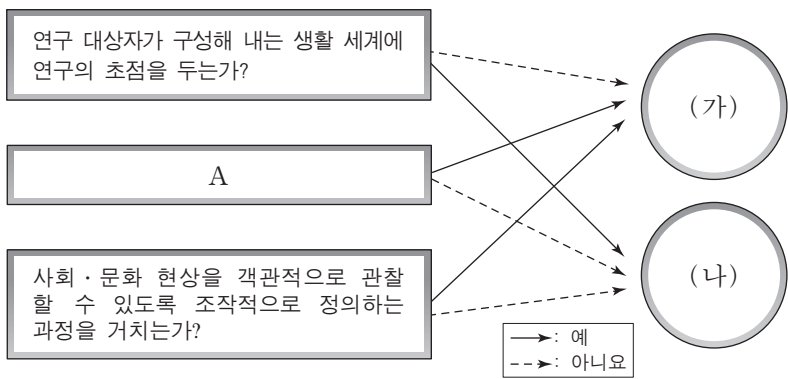 연구 대상자가 구성해 내는 생활 세계에
연구의 초점을 두는가?
(가)
A
사회·문화 현상을 객관적으로 관찰
할 수 있도록 조작적으로 정의하는
과정을 거치는가?
(나)
: 예
: 아니요